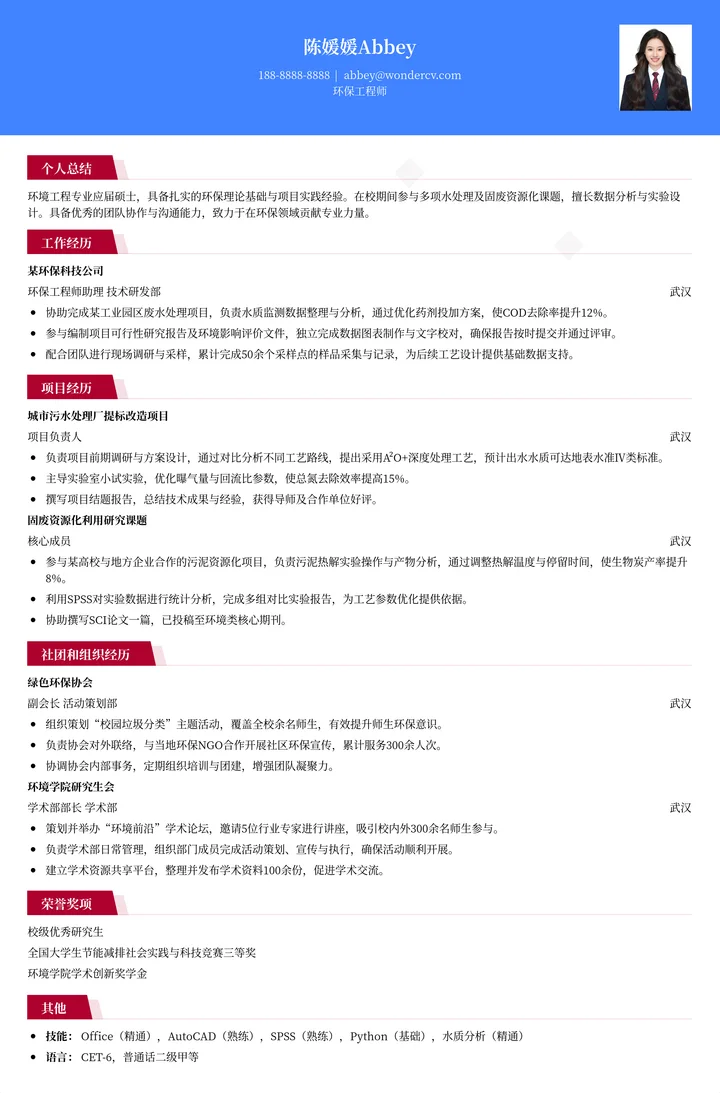 陈媛媛Abbey
188-8888-8888 | abbey@wondercv.com
环保工程师
个人总结
环境工程专业应届硕士，具备扎实的环保理论基础与项目实践经验。在校期间参与多项水处理及固废资源化课题，擅长数据分析与实验设
计。具备优秀的团队协作与沟通能力，致力于在环保领域贡献专业力量。
工作经历
某环保科技公司
环保工程师助理 技术研发部 武汉
• 协助完成某工业园区废水处理项目，负责水质监测数据整理与分析，通过优化药剂投加方案，使COD去除率提升12%。
• 参与编制项目可行性研究报告及环境影响评价文件，独立完成数据图表制作与文字校对，确保报告按时提交并通过评审。
• 配合团队进行现场调研与采样，累计完成50余个采样点的样品采集与记录，为后续工艺设计提供基础数据支持。
项目经历
城市污水处理厂提标改造项目
项目负责人 武汉
• 负责项目前期调研与方案设计，通过对比分析不同工艺路线，提出采用A²O+深度处理工艺，预计出水水质可达地表水准Ⅳ类标准。
• 主导实验室小试实验，优化曝气量与回流比参数，使总氮去除效率提高15%。
• 撰写项目结题报告，总结技术成果与经验，获得导师及合作单位好评。
固废资源化利用研究课题
核心成员 武汉
• 参与某高校与地方企业合作的污泥资源化项目，负责污泥热解实验操作与产物分析，通过调整热解温度与停留时间，使生物炭产率提升
8%。
• 利用SPSS对实验数据进行统计分析，完成多组对比实验报告，为工艺参数优化提供依据。
• 协助撰写SCI论文一篇，已投稿至环境类核心期刊。
社团和组织经历
绿色环保协会
副会长 活动策划部 武汉
• 组织策划“校园垃圾分类”主题活动，覆盖全校余名师生，有效提升师生环保意识。
• 负责协会对外联络，与当地环保NGO合作开展社区环保宣传，累计服务300余人次。
• 协调协会内部事务，定期组织培训与团建，增强团队凝聚力。
环境学院研究生会
学术部部长 学术部 武汉
• 策划并举办“环境前沿”学术论坛，邀请5位行业专家进行讲座，吸引校内外300余名师生参与。
• 负责学术部日常管理，组织部门成员完成活动策划、宣传与执行，确保活动顺利开展。
• 建立学术资源共享平台，整理并发布学术资料100余份，促进学术交流。
荣誉奖项
校级优秀研究生
全国大学生节能减排社会实践与科技竞赛三等奖
环境学院学术创新奖学金
其他
• 技能： Office（精通），AutoCAD（熟练），SPSS（熟练），Python（基础），水质分析（精通）
• 语言： CET-6，普通话二级甲等